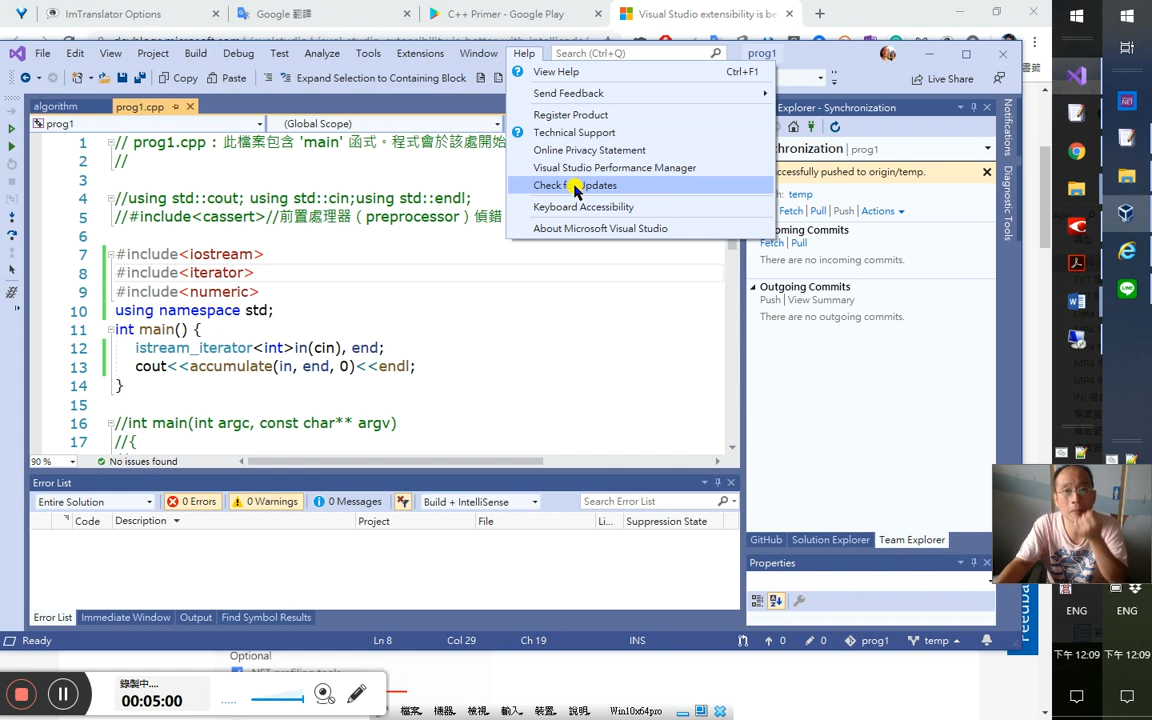 ImTranslator Options
Google 翻譯
C++ Primer - Google Play
Visual Studio extensibility is be
File Edit View Project Build Debug Test Analyze Tools Extensions Window Help Search (Ctrl+Q) prog1
Copy Paste Expand Selection to Containing Block Live Share
algorithm prog1.cpp
prog1 (Global Scope)
1 // prog1.cpp : 此檔案包含 'main' 函式。程式會於該處開始
2 //
3
4 //using std::cout; using std::cin;using std::endl;
5 //#include<cassert>//前置處理器（preprocessor）偵錯
6
7 #include<iostream>
8 #include<iterator>
9 #include<numeric>
10 using namespace std;
11 int main() {
12 istream_iterator<int>in(cin), end;
13 cout<<accumulate(in, end, 0)<<endl;
14 }
15
16 //int main(int argc, const char** argv)
17 //{
90 % No issues found
View Help Ctrl+F1
Send Feedback
Register Product
Technical Support
Online Privacy Statement
Visual Studio Performance Manager
Check for Updates
Keyboard Accessibility
About Microsoft Visual Studio
Explorer - Synchronization
chronization | prog1
ccessfully pushed to origin/temp.
temp
Fetch | Pull | Push | Actions
coming Commits
Fetch | Pull
There are no incoming commits.
Outgoing Commits
Push | View Summary
There are no outgoing commits.
Notifications
Diagnostic Tools
Error List
Entire Solution 0 Errors 0 Warnings 0 Messages Build + IntelliSense Search Error List
Code Description Project File Li... Suppression State
GitHub Solution Explorer Team Explorer
Properties
Error List Immediate Window Output Find Symbol Results
Ready Ln 8 Col 29 Ch 19 INS 0 0 prog1 temp
Feedba
Optional
.NET profiling tools
錄製中....
00:05:00
檔案, 機器, 檢視, 輸入, 裝置, 說明, Win10x64pro
ENG ENG
下午 12:09 下午 12:09